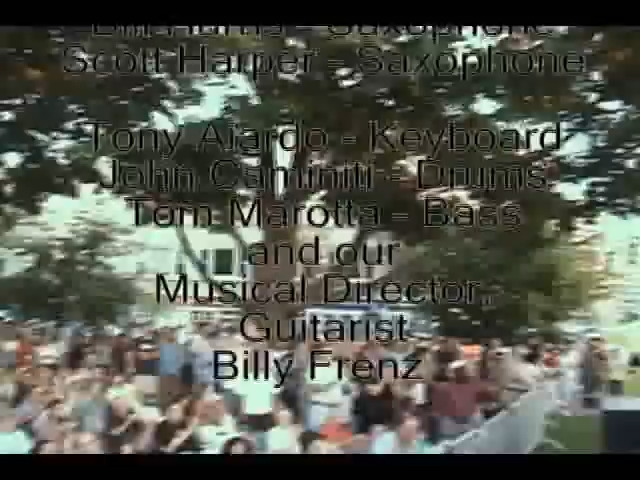 Saxophone
Scott Harper - Saxophone
Tony Aiardo - Keyboard
John Caminiti - Drums
Tom Marotta - Bass
and our
Musical Director,
Guitarist
Billy Frenz